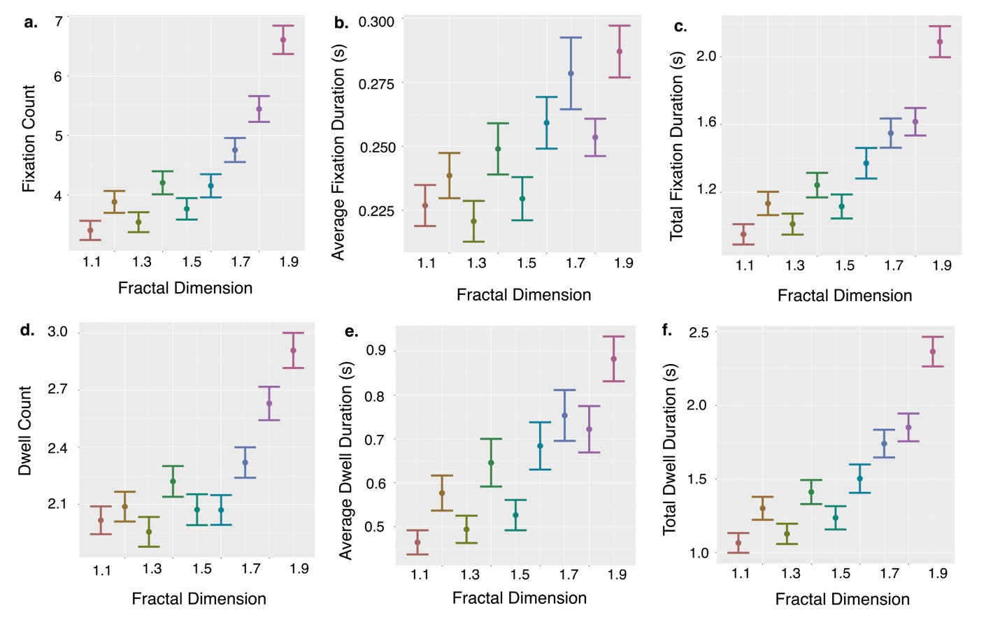 a.
Fixation Count
7
6
5
4
1.1 1.3 1.5 1.7 1.9
Fractal Dimension
b.
Average Fixation Duration (s)
0.300
0.275
0.250
0.225
1.1 1.3 1.5 1.7 1.9
Fractal Dimension
c.
Total Fixation Duration (s)
2.0
1.6
1.2
1.1 1.3 1.5 1.7 1.9
Fractal Dimension
d.
Dwell Count
3.0
2.7
2.4
2.1
1.1 1.3 1.5 1.7 1.9
Fractal Dimension
e.
Average Dwell Duration (s)
0.9
0.8
0.7
0.6
0.5
1.1 1.3 1.5 1.7 1.9
Fractal Dimension
f.
Total Dwell Duration (s)
2.5
2.0
1.5
1.0
1.1 1.3 1.5 1.7 1.9
Fractal Dimension